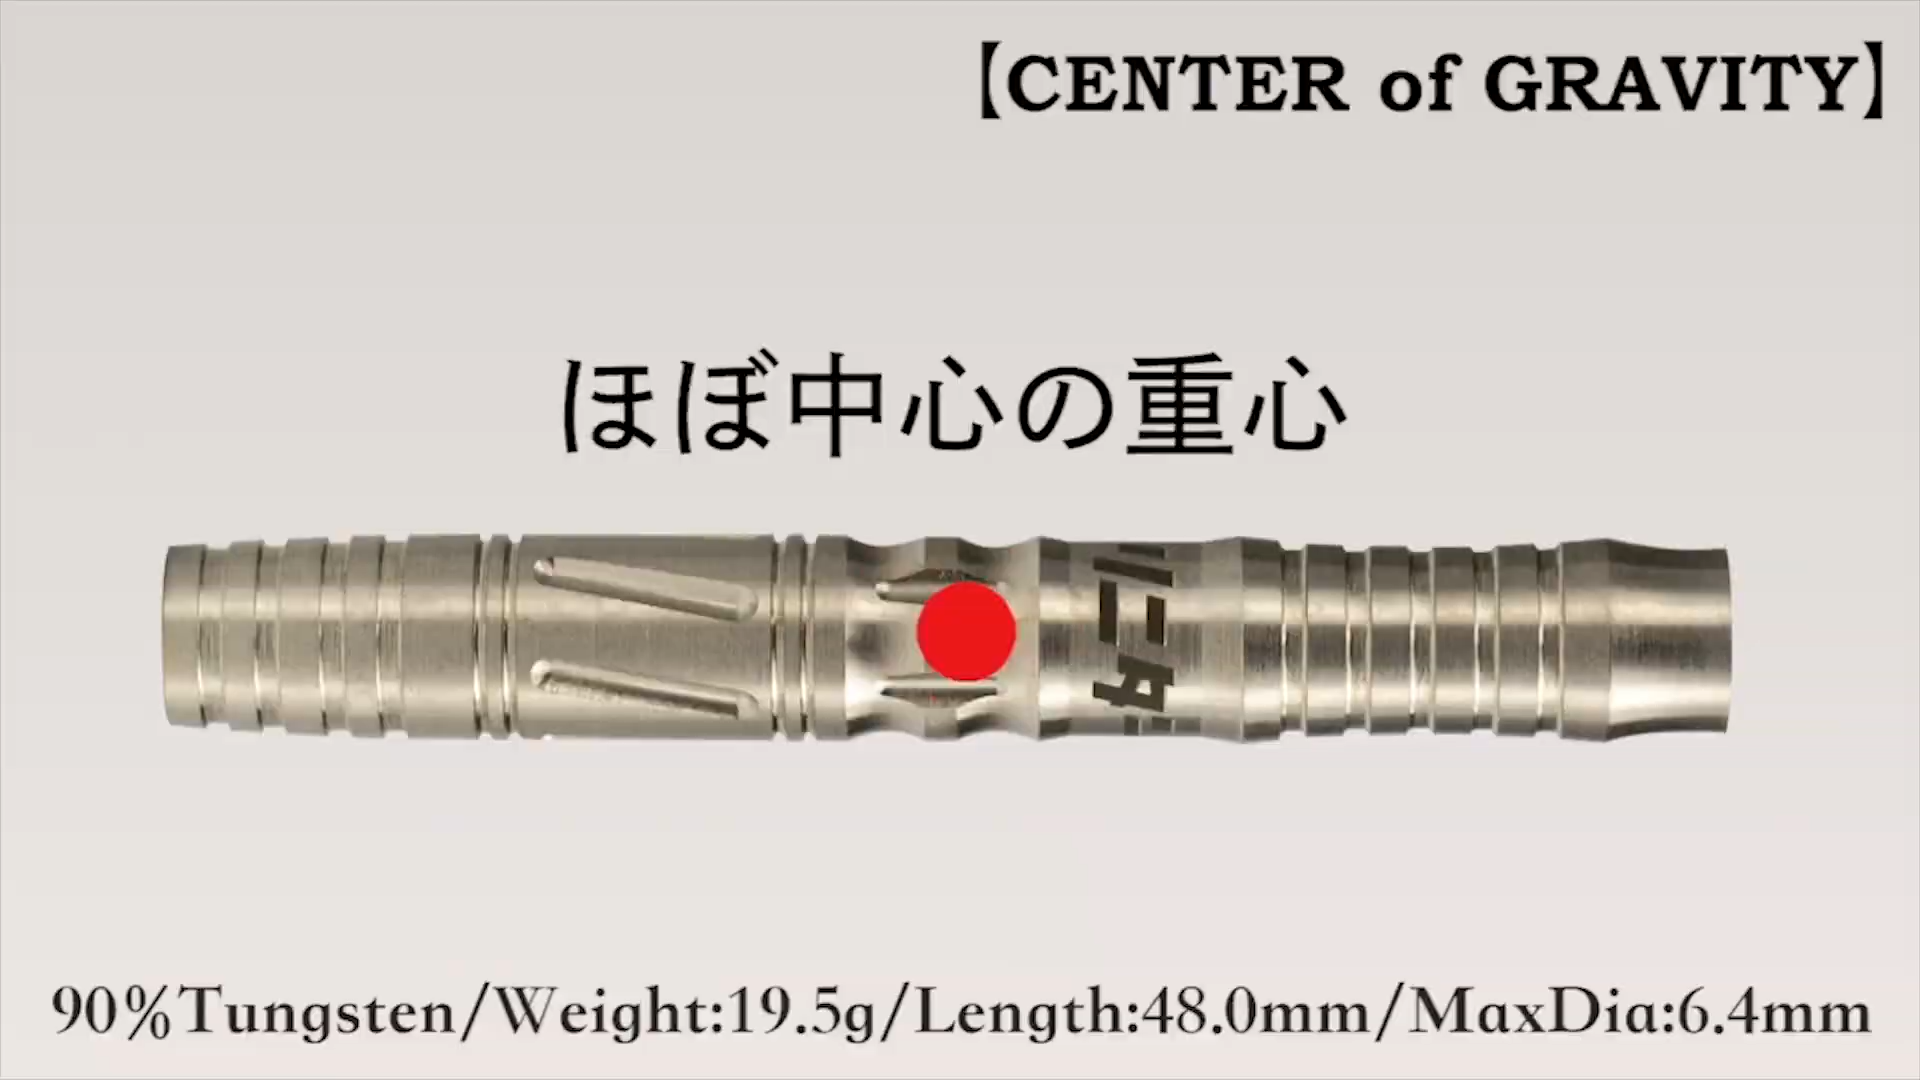 【CENTER of GRAVITY】
ほぼ中心の重心
90%Tungsten/Weight:19.5g/Length:48.0mm/MaxDia:6.4mm